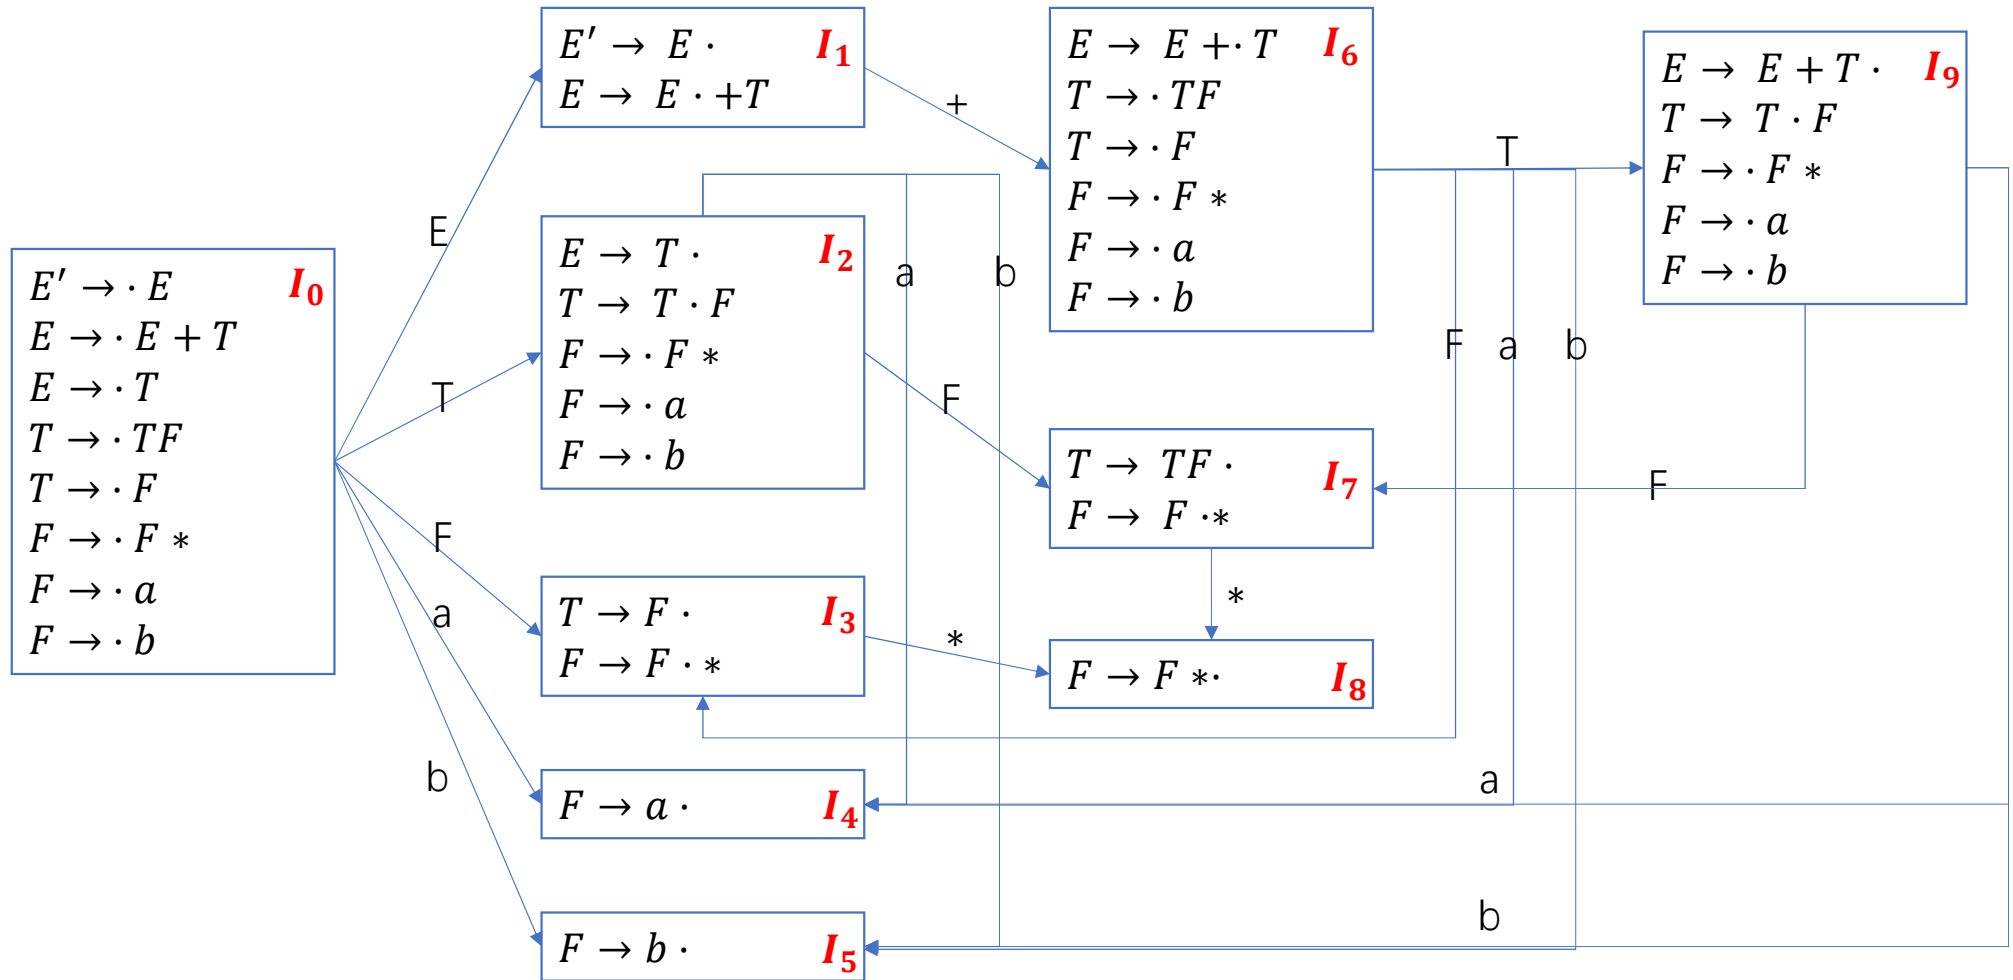 E′ → · E I₀
E → · E + T
E → · T
T → · TF
T → · F
F → · F ∗
F → · a
F → · b
E
T
F
a
b
E′ → E · I₁
E → E · +T
E → T · I₂
T → T · F
F → · F ∗
F → · a
F → · b
T → F · I₃
F → F · ∗
F → a · I₄
F → b · I₅
a
b
+
F
∗
E → E +· T I₆
T → · TF
T → · F
F → · F ∗
F → · a
F → · b
T → TF · I₇
F → F ·∗
∗
F → F ∗· I₈
T
F
a
b
F
a
b
E → E + T · I₉
T → T · F
F → · F ∗
F → · a
F → · b